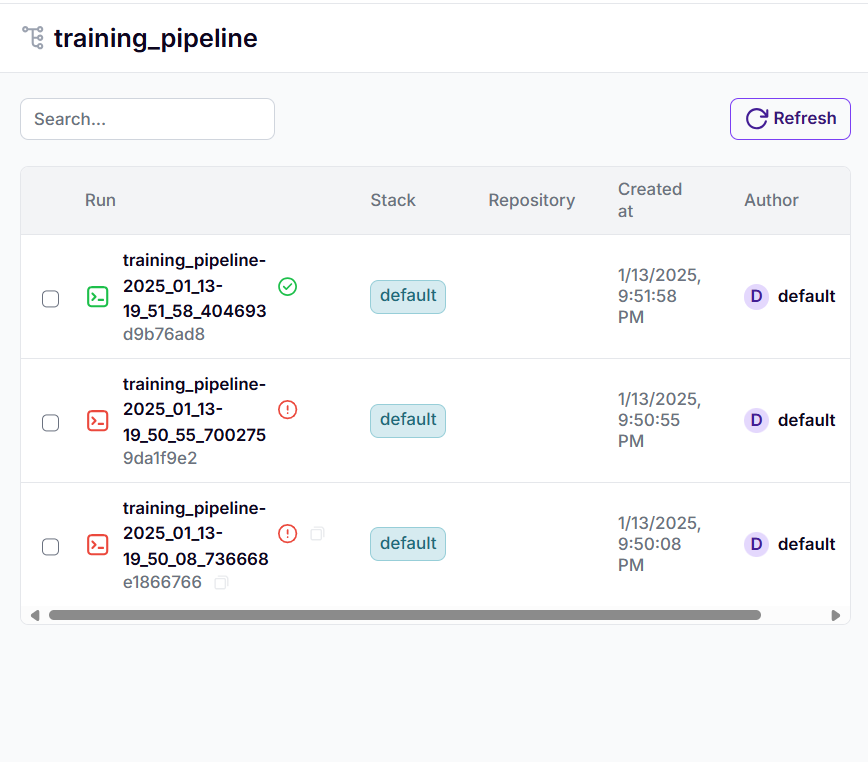 training_pipeline
Search...
Refresh
Run
Stack
Repository
Created
at
Author
training_pipeline-
2025_01_13-
19_51_58_404693
d9b76ad8
default
1/13/2025,
9:51:58
PM
D default
training_pipeline-
2025_01_13-
19_50_55_700275
9da1f9e2
default
1/13/2025,
9:50:55
PM
D default
training_pipeline-
2025_01_13-
19_50_08_736668
e1866766
default
1/13/2025,
9:50:08
PM
D default